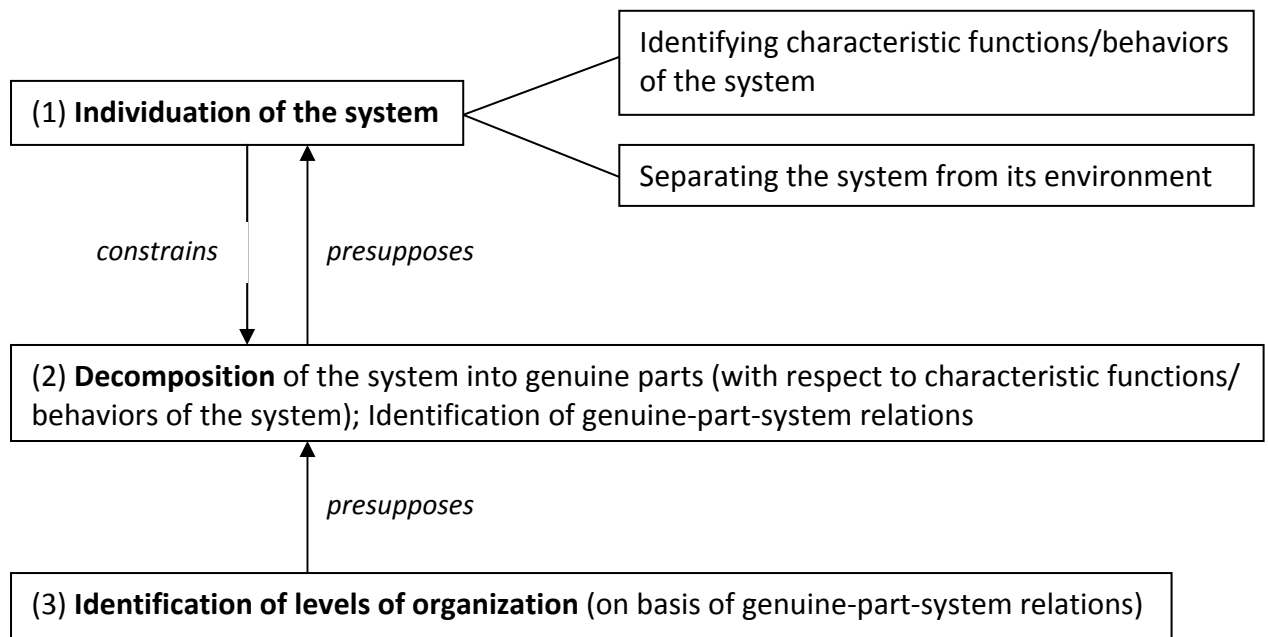 Identifying characteristic functions/behaviors
of the system
(1) Individuation of the system
Separating the system from its environment
constrains
presupposes
(2) Decomposition of the system into genuine parts (with respect to characteristic functions/
behaviors of the system); Identification of genuine-part-system relations
presupposes
(3) Identification of levels of organization (on basis of genuine-part-system relations)